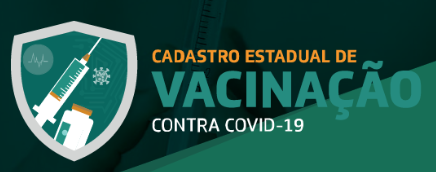 CADASTRO ESTADUAL DE
VACINAÇÃO
CONTRA COVID-19